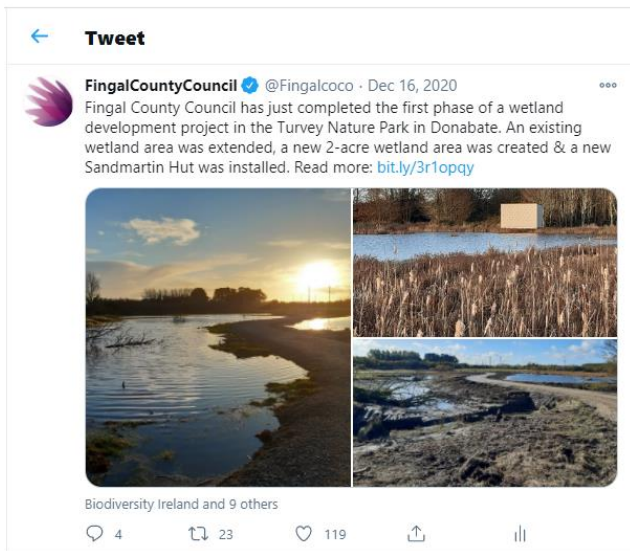 Tweet
FingalCountyCouncil @Fingalcoco · Dec 16, 2020
Fingal County Council has just completed the first phase of a wetland
development project in the Turvey Nature Park in Donabate. An existing
wetland area was extended, a new 2-acre wetland area was created & a new
Sandmartin Hut was installed. Read more: bit.ly/3r1opqy
Biodiversity Ireland and 9 others
4 23 119